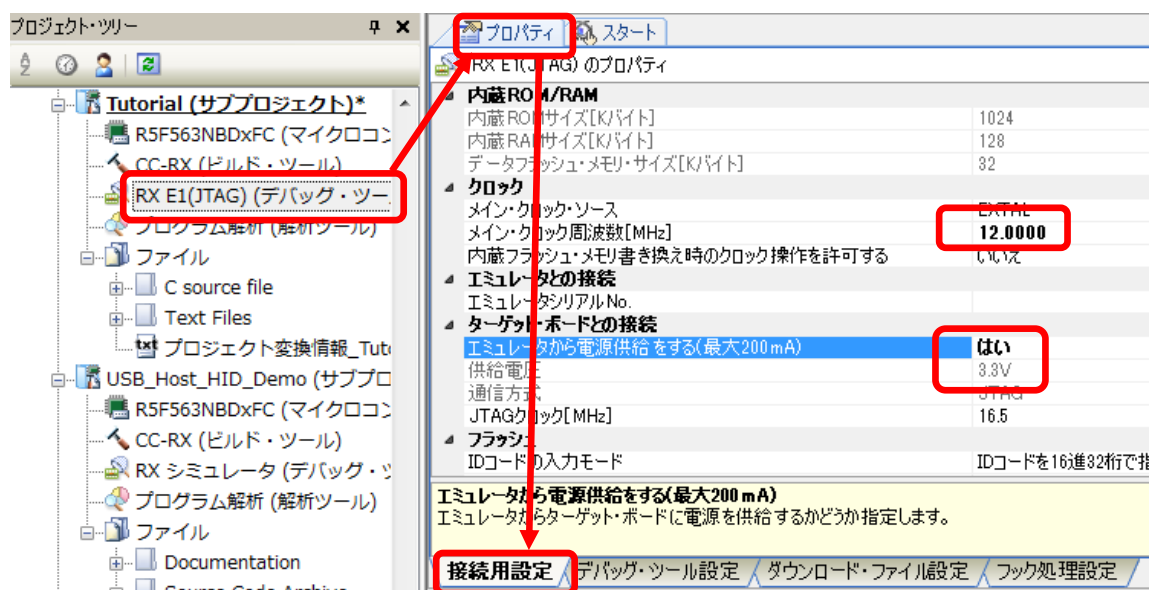 プロジェクト・ツリー
Tutorial (サブプロジェクト)*
R5F563NBDxFC (マイクロコン
CC-RX (ビルド・ツール)
RX E1(JTAG) (デバッグ・ツー
プログラム解析 (解析ツール)
ファイル
C source file
Text Files
プロジェクト変換情報_Tuto
USB_Host_HID_Demo (サブプロ
R5F563NBDxFC (マイクロコン
CC-RX (ビルド・ツール)
RX シミュレータ (デバッグ・ツ
プログラム解析 (解析ツール)
ファイル
Documentation
Source Code Archive
プロパティ スタート
RX E1(JTAG) のプロパティ
内蔵ROM/RAM
内蔵ROMサイズ[Kバイト] 1024
内蔵RAMサイズ[Kバイト] 128
データフラッシュ・メモリ・サイズ[Kバイト] 32
クロック
メイン・クロック・ソース EXTAL
メイン・クロック周波数[MHz] 12.0000
内蔵フラッシュ・メモリ書き換え時のクロック操作を許可する いいえ
エミュレータとの接続
エミュレータシリアルNo.
ターゲット・ボードとの接続
エミュレータから電源供給をする(最大200mA) はい
供給電圧 3.3V
通信方式 JTAG
JTAGクロック[MHz] 16.5
フラッシュ
IDコードの入力モード IDコードを16進32桁で指
エミュレータから電源供給をする(最大200mA)
エミュレータからターゲット・ボードに電源を供給するかどうか指定します。
接続用設定 デバッグ・ツール設定 ダウンロード・ファイル設定 フック処理設定